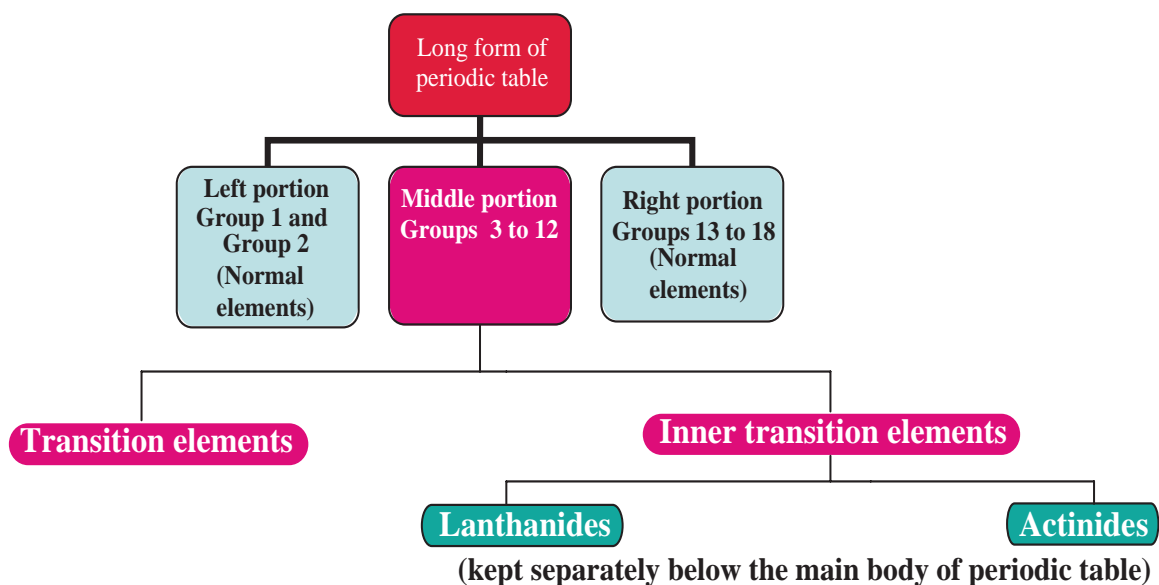 Long form of
periodic table
Left portion
Group 1 and
Group 2
(Normal
elements)
Middle portion
Groups 3 to 12
Right portion
Groups 13 to 18
(Normal
elements)
Transition elements
Inner transition elements
Lanthanides
Actinides
(kept separately below the main body of periodic table)